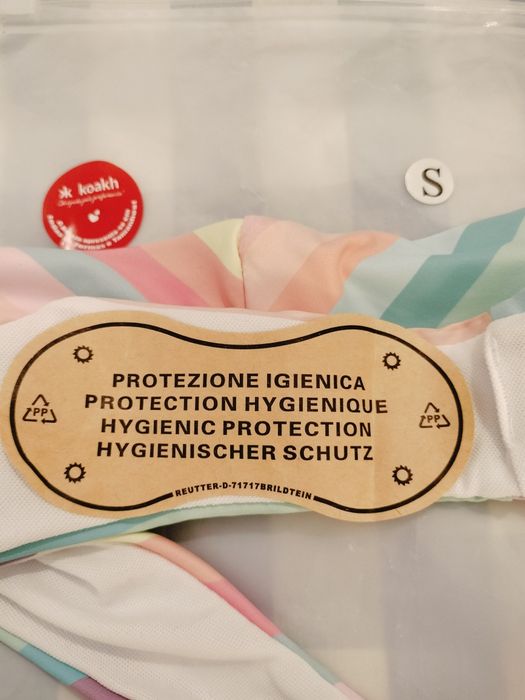 koakh
S
PROTEZIONE IGIENICA
PROTECTION HYGIENIQUE
HYGIENIC PROTECTION
HYGIENISCHER SCHUTZ
PP
PP
REUTTER-D-71717BRILDTEIN